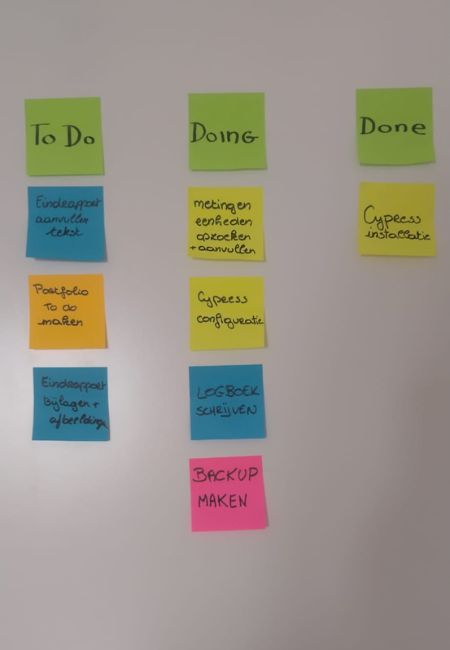 To Do
Eindrapport
aanvullen
tekst
Portfolio
To do
maken
Eindrapport
bijlagen +
afbeeldingen
Doing
metingen
eenheden
opzoeken
+ aanvullen
Cypress
configuratie
LOGBOEK
SCHRIJVEN
BACKUP
MAKEN
Done
Cypress
installatie